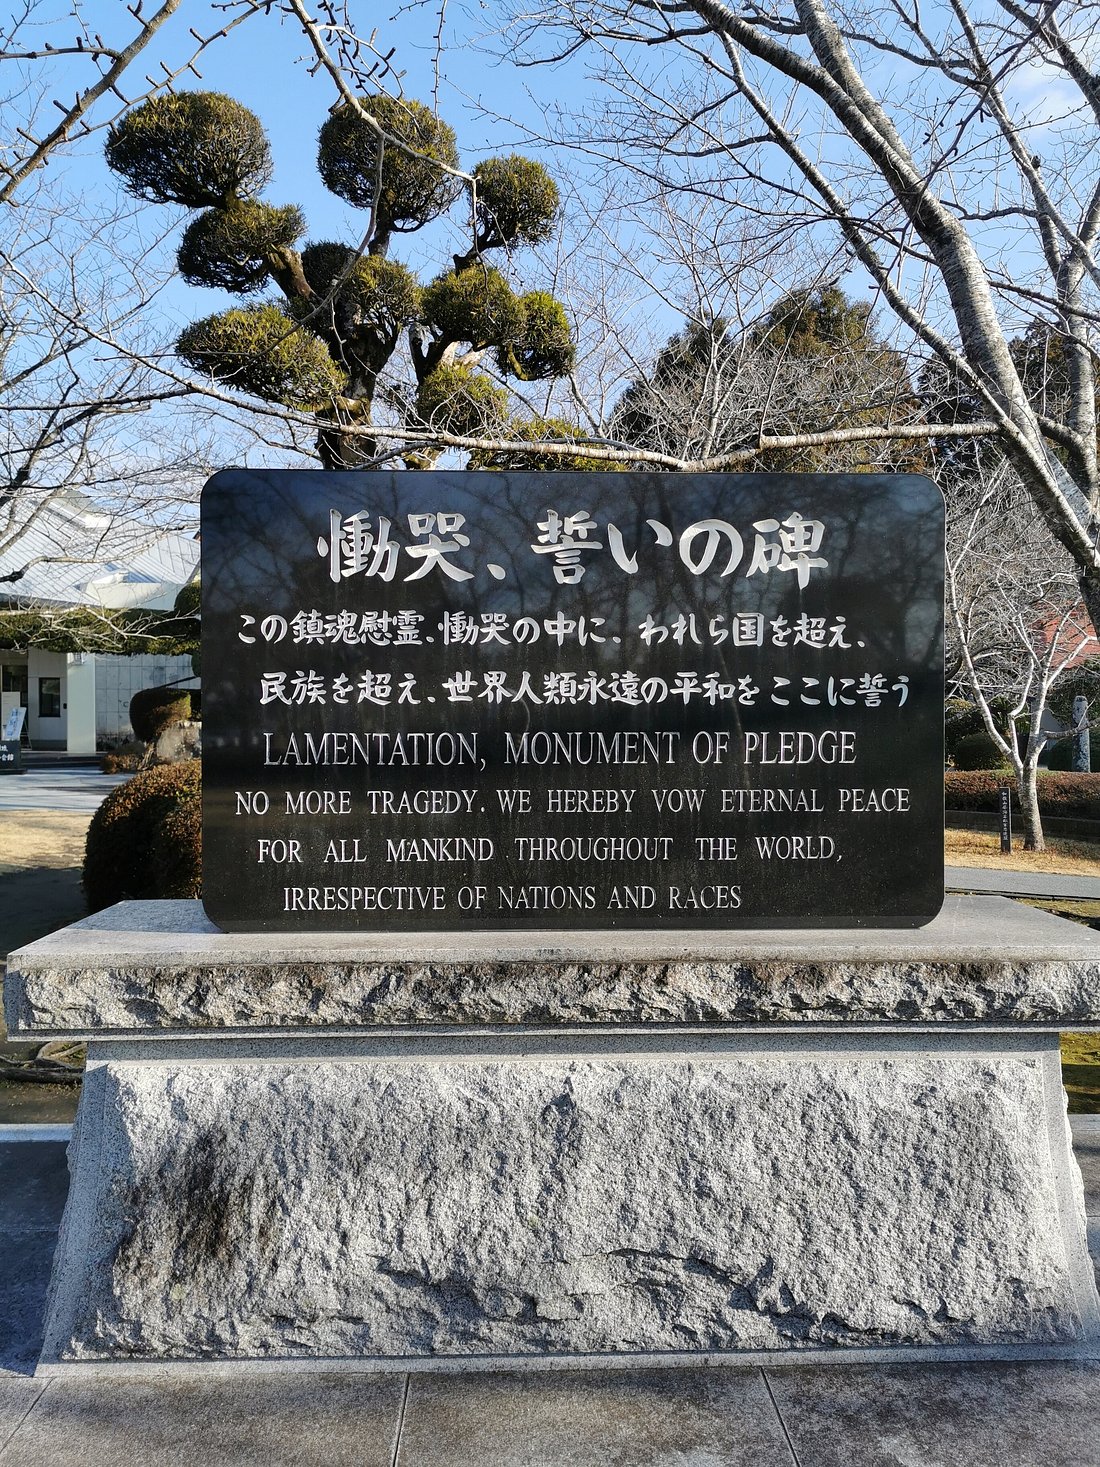 慟哭、誓いの碑
この鎮魂慰霊、慟哭の中に、われら国を超え、
民族を超え、世界人類永遠の平和をここに誓う
LAMENTATION, MONUMENT OF PLEDGE
NO MORE TRAGEDY. WE HEREBY VOW ETERNAL PEACE
FOR ALL MANKIND THROUGHOUT THE WORLD,
IRRESPECTIVE OF NATIONS AND RACES